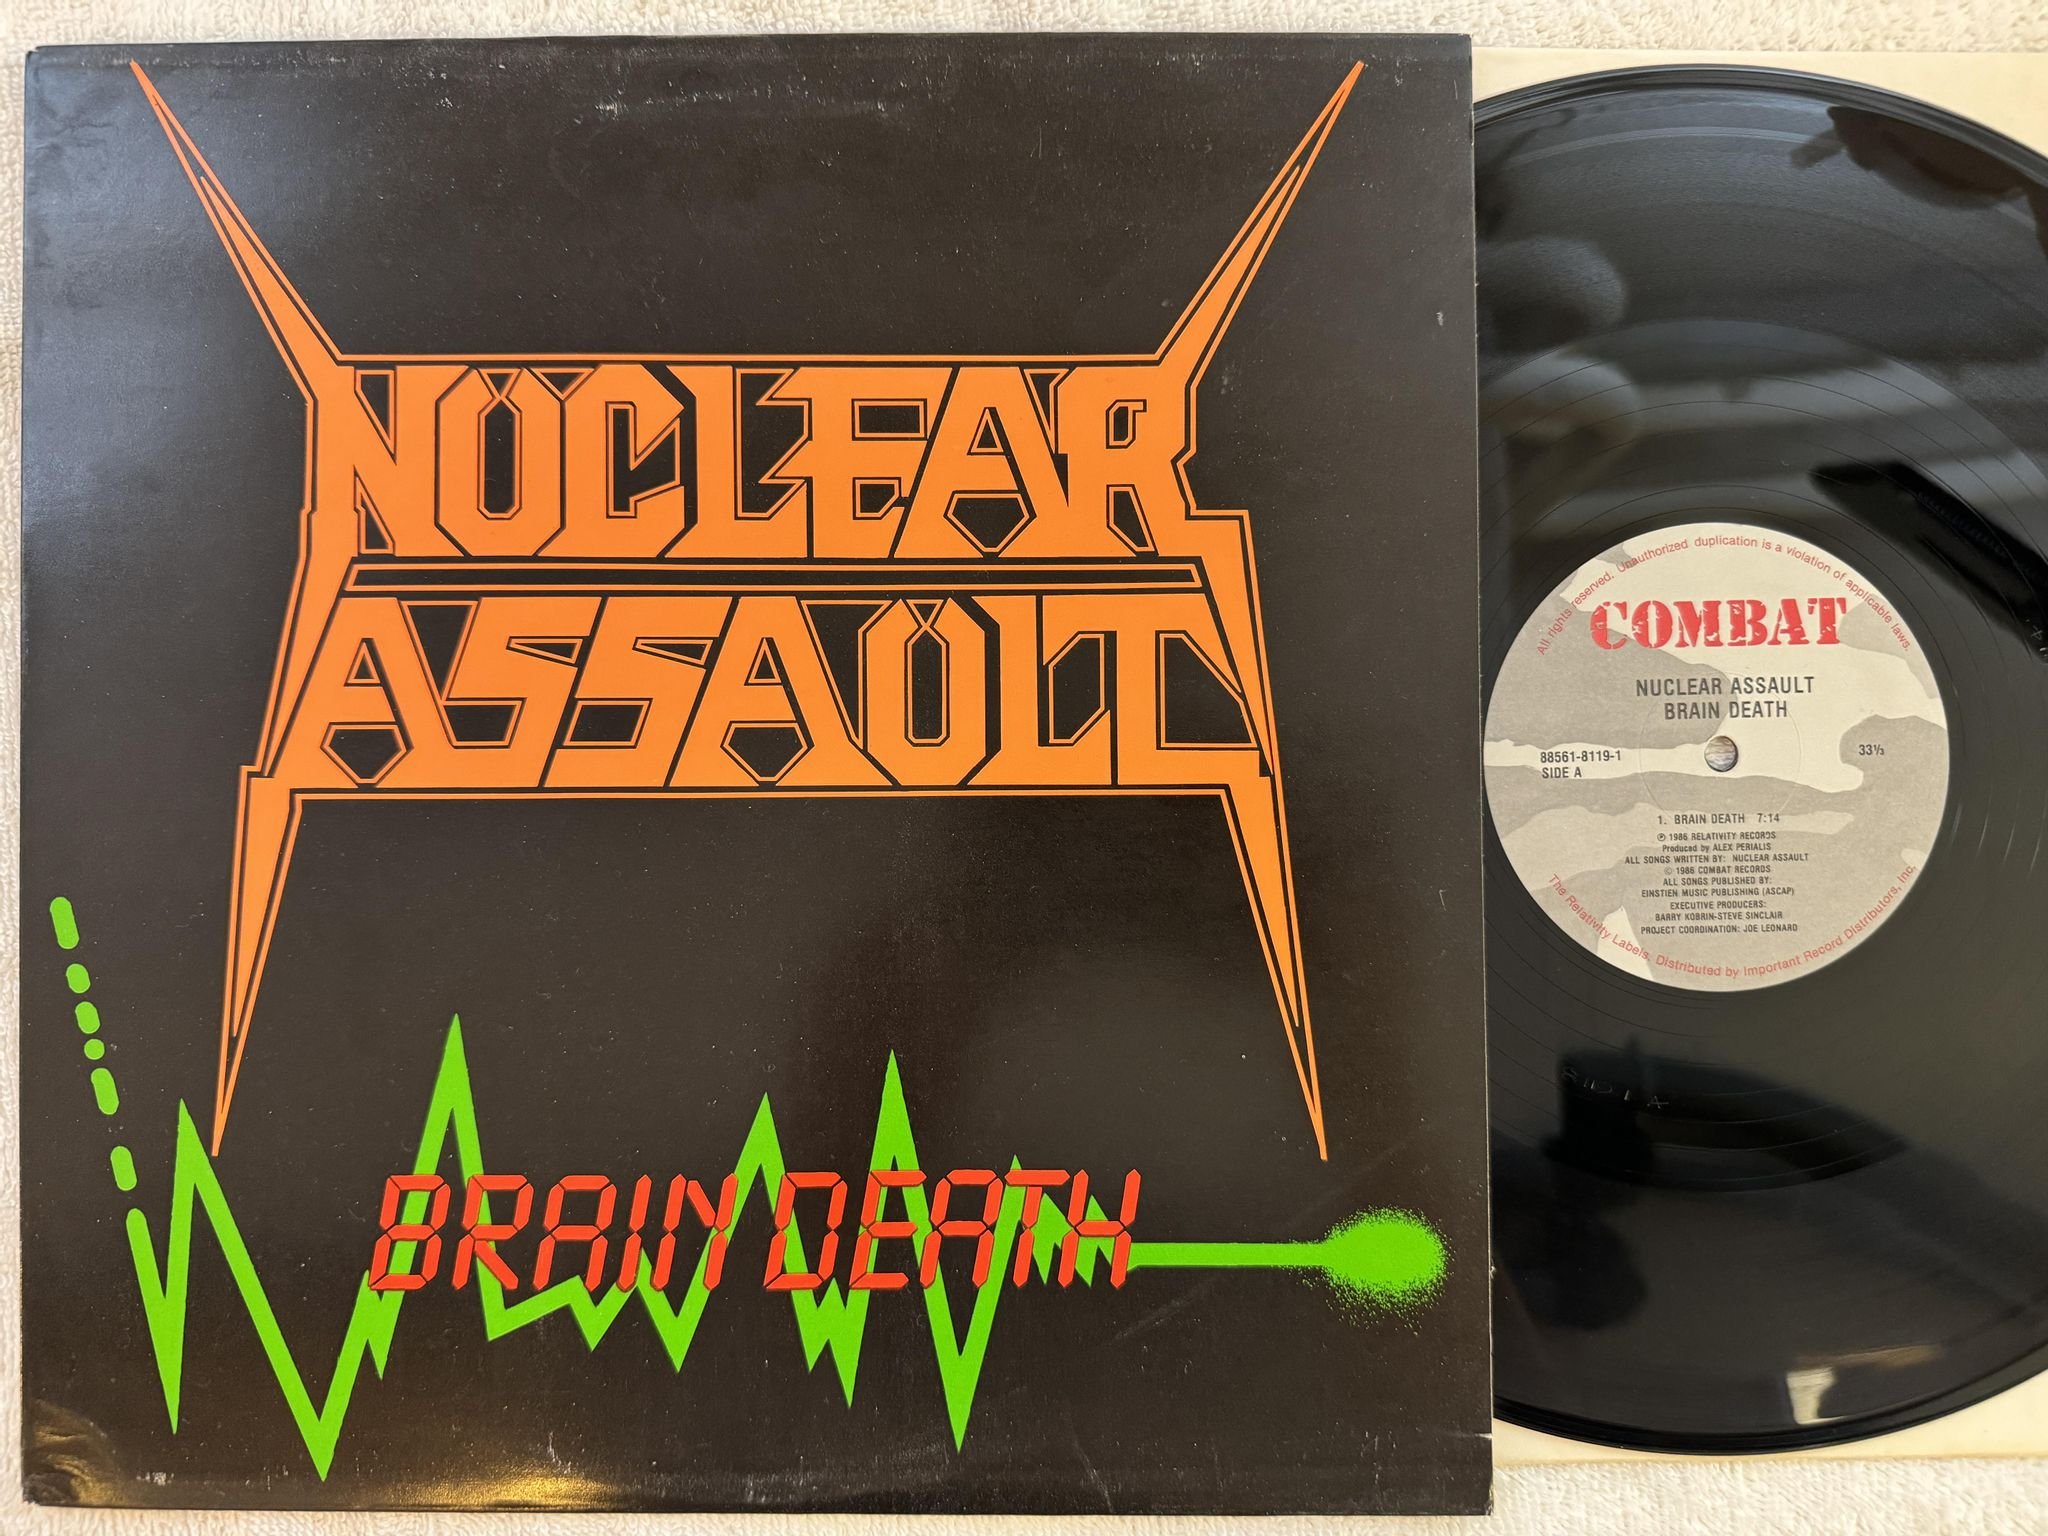 NUCLEAR
ASSAULT
BRAIN DEATH
All rights reserved. Unauthorized duplication is a violation of applicable laws.
COMBAT
NUCLEAR ASSAULT
BRAIN DEATH
88561-8119-1
SIDE A
33⅓
1. BRAIN DEATH 7:14
℗ 1986 RELATIVITY RECORDS
Produced by ALEX PERIALIS
ALL SONGS WRITTEN BY: NUCLEAR ASSAULT
© 1986 COMBAT RECORDS
ALL SONGS PUBLISHED BY:
EINSTIEN MUSIC PUBLISHING (ASCAP)
EXECUTIVE PRODUCERS:
BARRY KOBRIN-STEVE SINCLAIR
PROJECT COORDINATION: JOE LEONARD
The Relativity Labels. Distributed by Important Record Distributors, Inc.